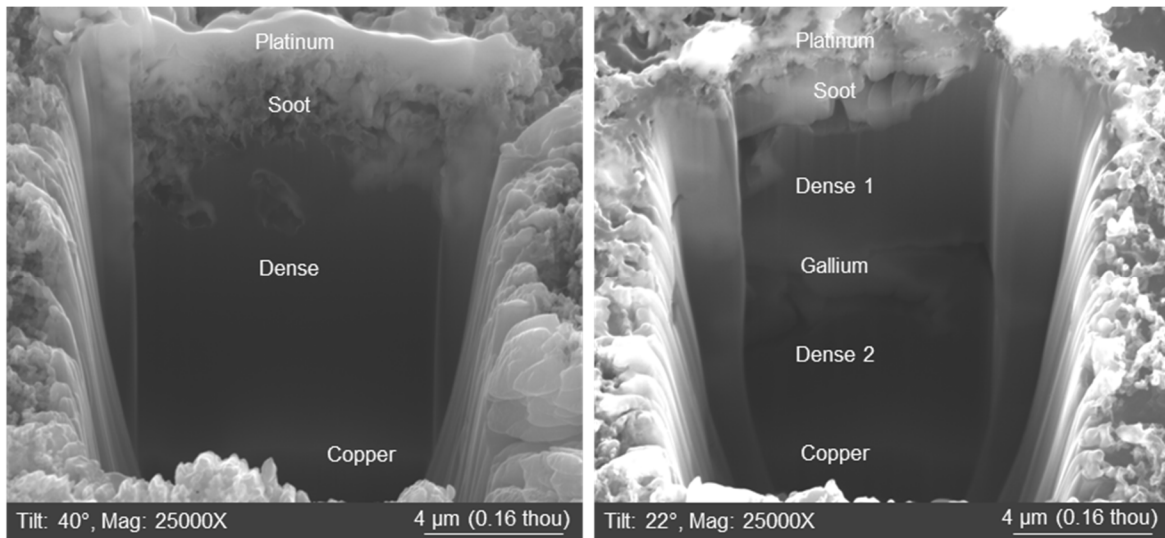 Platinum
Soot
Dense
Copper
Tilt: 40°, Mag: 25000X
4 µm (0.16 thou)
Platinum
Soot
Dense 1
Gallium
Dense 2
Copper
Tilt: 22°, Mag: 25000X
4 µm (0.16 thou)